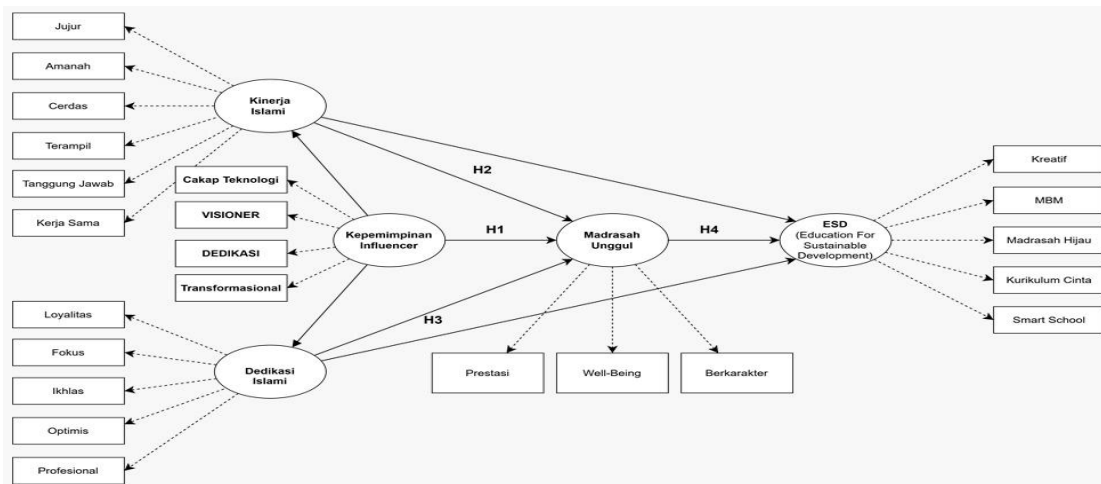 Jujur
Amanah
Cerdas
Terampil
Tanggung Jawab
Kerja Sama
Kinerja
Islami
Cakap Teknologi
VISIONER
DEDIKASI
Transformasional
Kepemimpinan
Influencer
H1
H2
H3
Madrasah
Unggul
H4
ESD
(Education For
Sustainable
Development)
Kreatif
MBM
Madrasah Hijau
Kurikulum Cinta
Smart School
Loyalitas
Fokus
Ikhlas
Optimis
Profesional
Dedikasi
Islami
Prestasi
Well-Being
Berkarakter